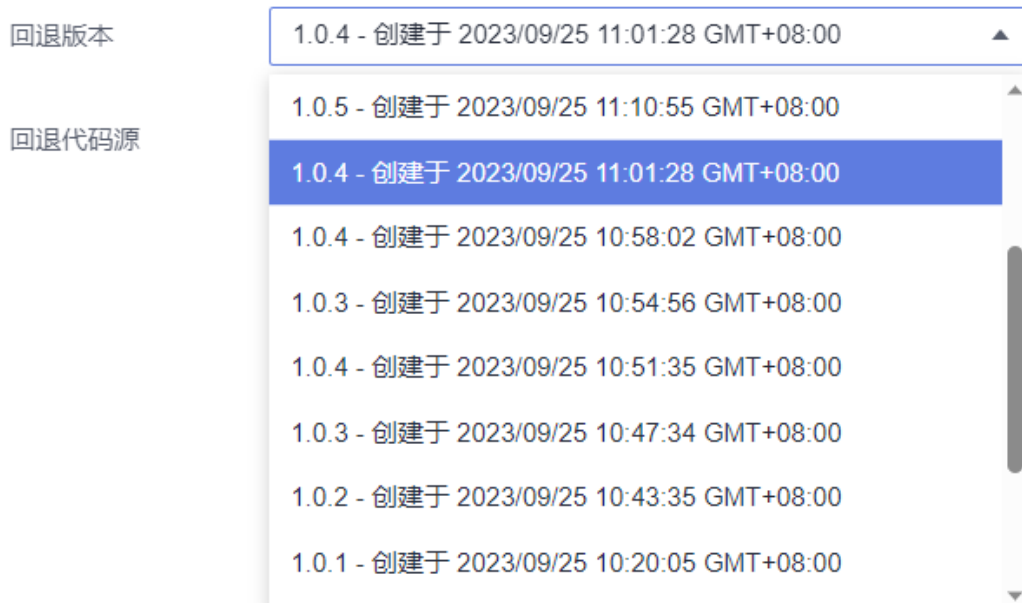 回退版本
1.0.4 - 创建于 2023/09/25 11:01:28 GMT+08:00
1.0.5 - 创建于 2023/09/25 11:10:55 GMT+08:00
回退代码源
1.0.4 - 创建于 2023/09/25 11:01:28 GMT+08:00
1.0.4 - 创建于 2023/09/25 10:58:02 GMT+08:00
1.0.3 - 创建于 2023/09/25 10:54:56 GMT+08:00
1.0.4 - 创建于 2023/09/25 10:51:35 GMT+08:00
1.0.3 - 创建于 2023/09/25 10:47:34 GMT+08:00
1.0.2 - 创建于 2023/09/25 10:43:35 GMT+08:00
1.0.1 - 创建于 2023/09/25 10:20:05 GMT+08:00